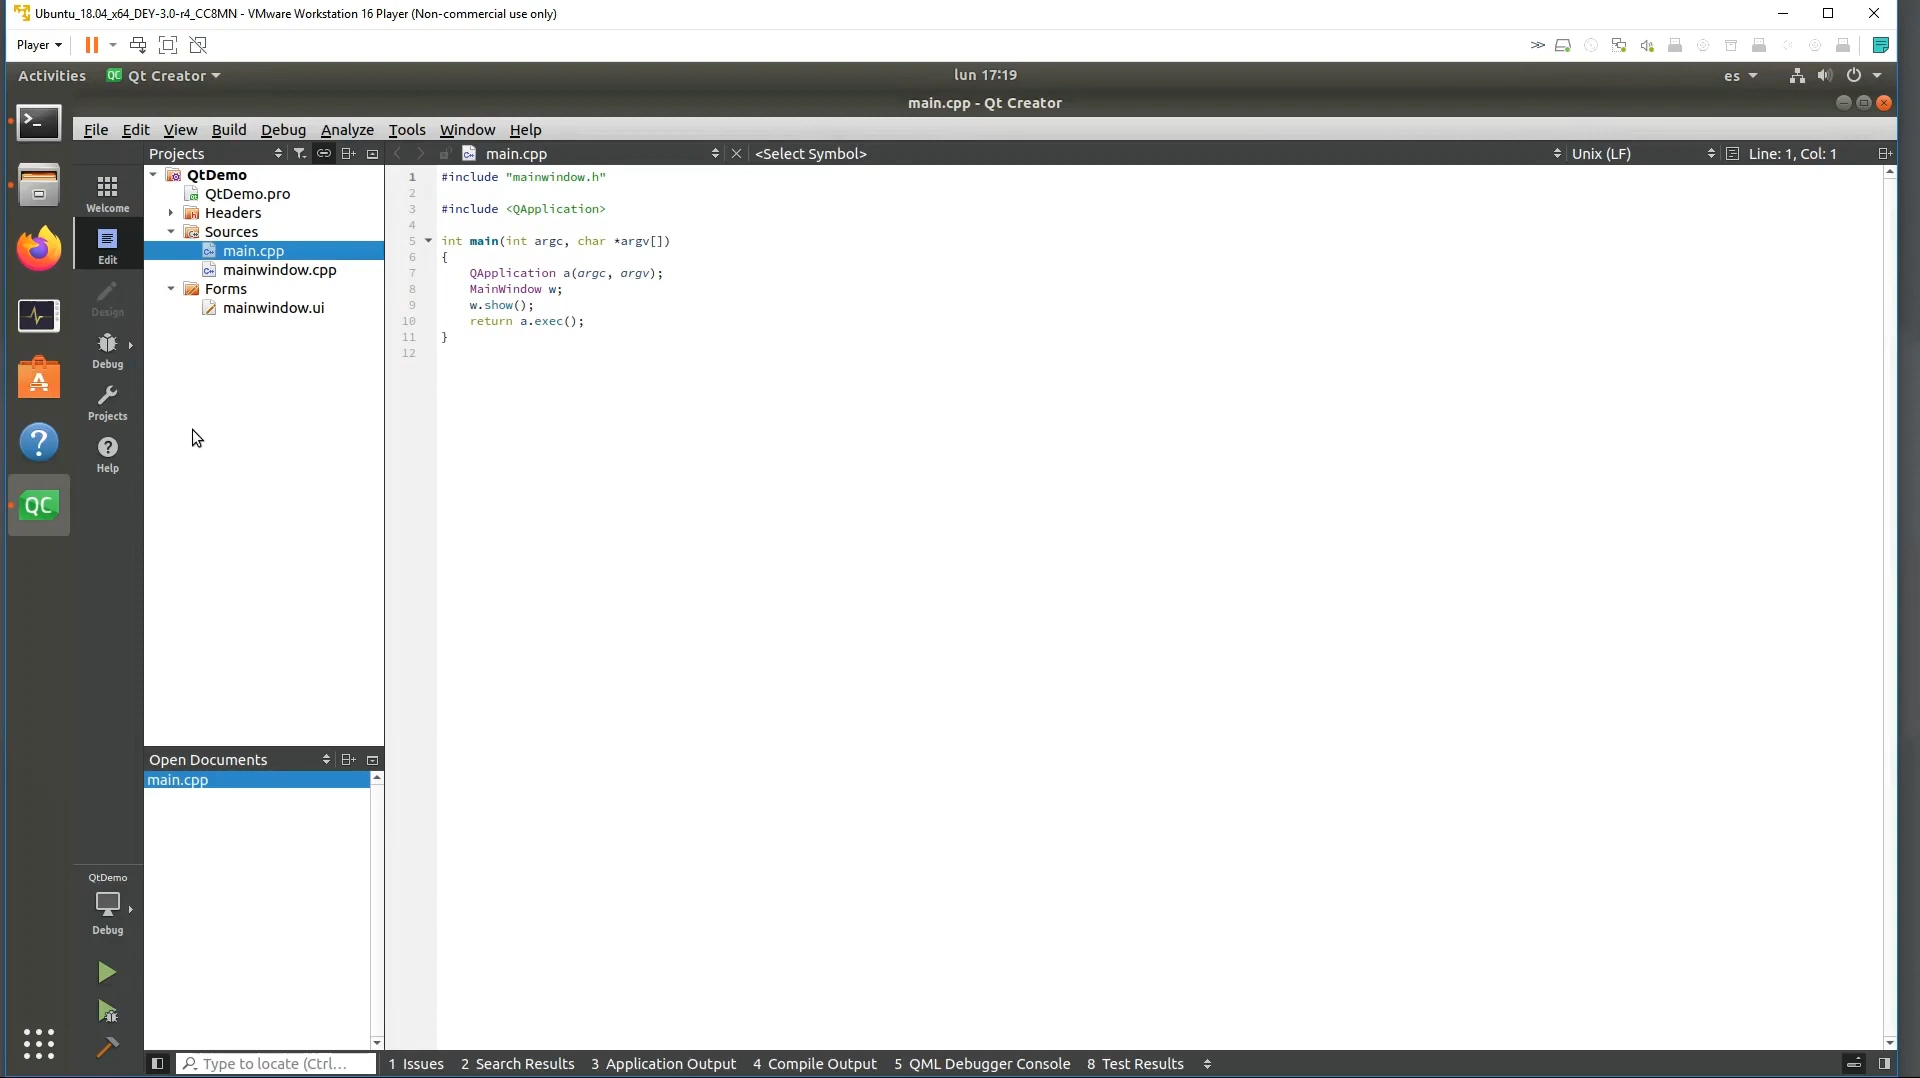 Ubuntu_18.04_x64_DEY-3.0-r4_CC8MN - VMware Workstation 16 Player (Non-commercial use only)
Player
Activities
QC Qt Creator
lun 17:19
es
main.cpp - Qt Creator
File Edit View Build Debug Analyze Tools Window Help
Projects
main.cpp
<Select Symbol>
Unix (LF)
Line: 1, Col: 1
Welcome
Edit
Design
Debug
Projects
Help
QtDemo
QtDemo.pro
Headers
Sources
main.cpp
mainwindow.cpp
Forms
mainwindow.ui
1 #include "mainwindow.h"
2
3 #include <QApplication>
4
5 int main(int argc, char *argv[])
6 {
7 QApplication a(argc, argv);
8 MainWindow w;
9 w.show();
10 return a.exec();
11 }
12
QC
Open Documents
main.cpp
QtDemo
Debug
Type to locate (Ctrl...
1 Issues 2 Search Results 3 Application Output 4 Compile Output 5 QML Debugger Console 8 Test Results